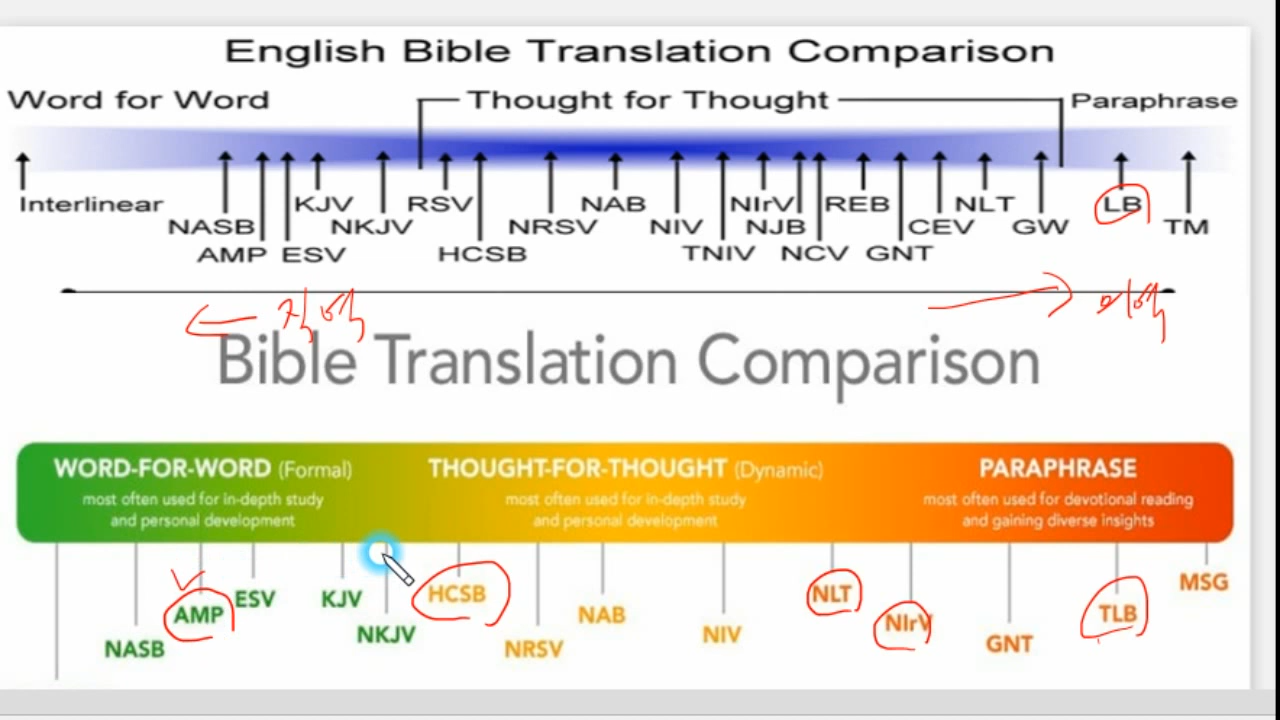 English Bible Translation Comparison
Word for Word Thought for Thought Paraphrase
Interlinear KJV RSV NAB NIrV REB NLT LB
NASB NKJV NRSV NIV NJB CEV GW TM
AMP ESV HCSB TNIV NCV GNT
직역 의역
Bible Translation Comparison
WORD-FOR-WORD (Formal) THOUGHT-FOR-THOUGHT (Dynamic) PARAPHRASE
most often used for in-depth study most often used for in-depth study most often used for devotional reading
and personal development and personal development and gaining diverse insights
AMP ESV KJV HCSB NAB NLT NIrV TLB MSG
NASB NKJV NRSV NIV GNT